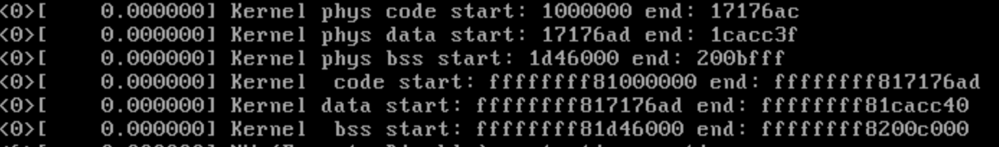 <0>[    0.000000] Kernel phys code start: 1000000 end: 17176ac
<0>[    0.000000] Kernel phys data start: 17176ad end: 1cacc3f
<0>[    0.000000] Kernel phys bss start: 1d46000 end: 200bfff
<0>[    0.000000] Kernel  code start: ffffffff81000000 end: ffffffff817176ad
<0>[    0.000000] Kernel data start: ffffffff817176ad end: ffffffff81cacc40
<0>[    0.000000] Kernel  bss start: ffffffff81d46000 end: ffffffff8200c000